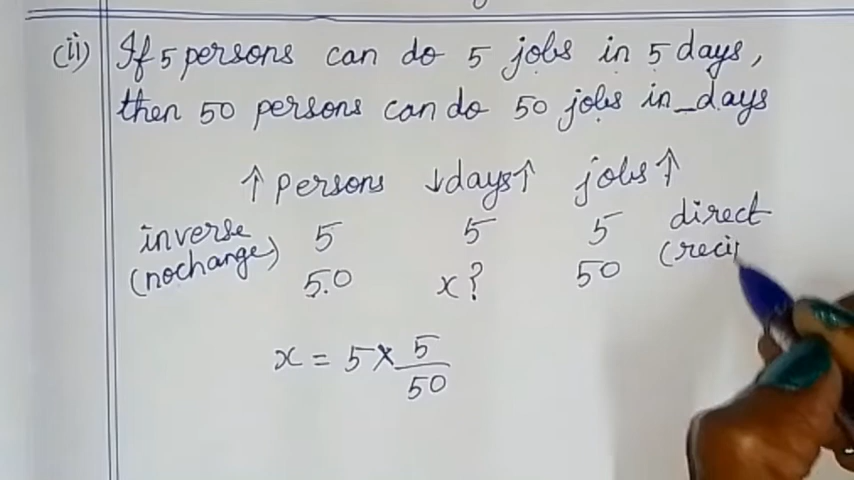 (ii) If 5 persons can do 5 jobs in 5 days,
then 50 persons can do 50 jobs in _ days
↑ persons ↓days↑ jobs ↑
inverse 5 5 5 direct
(nochange) 50 x? 50 (reci
x = 5 × 5/50